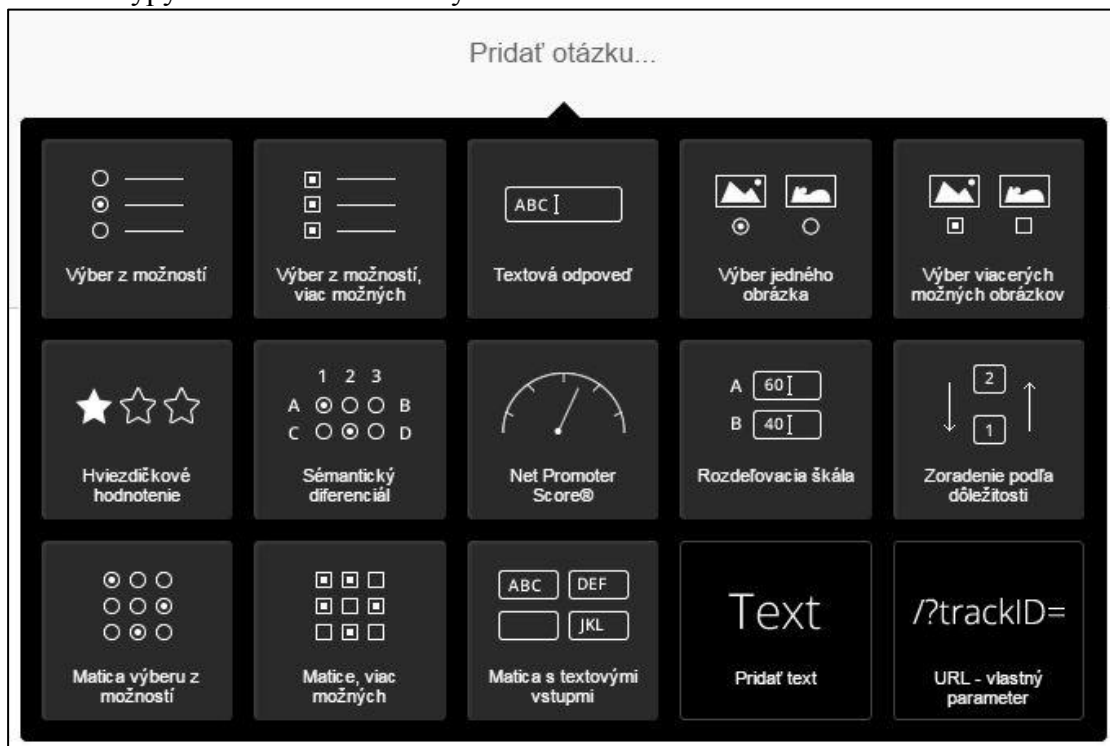 Pridať otázku...
Výber z možností
Výber z možností,
viac možných
ABC
Textová odpoveď
Výber jedného
obrázka
Výber viacerých
možných obrázkov
Hviezdičkové
hodnotenie
1 2 3
A B
C D
Sémantický
diferenciál
Net Promoter
Score®
A 60
B 40
Rozdeľovacia škála
2
1
Zoradenie podľa
dôležitosti
Matica výberu z
možností
Matice, viac
možných
ABC DEF
JKL
Matica s textovými
vstupmi
Text
Pridať text
/?trackID=
URL - vlastný
parameter